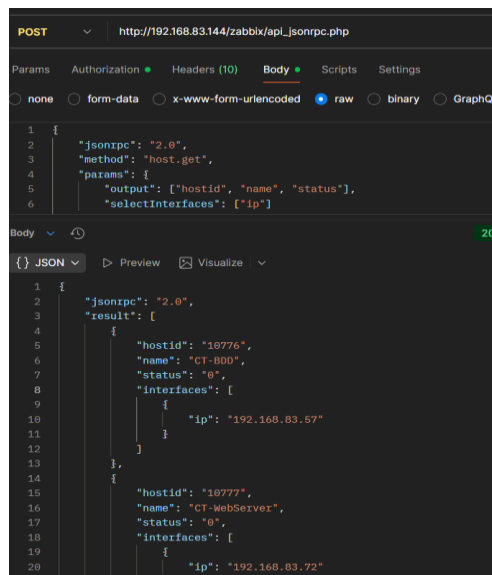 POST http://192.168.83.144/zabbix/api_jsonrpc.php
Params Authorization Headers (10) Body Scripts Settings
none form-data x-www-form-urlencoded raw binary GraphQ
1 {
2 "jsonrpc": "2.0",
3 "method": "host.get",
4 "params": {
5 "output": ["hostid", "name", "status"],
6 "selectInterfaces": ["ip"]
Body 20
{} JSON Preview Visualize
1 {
2 "jsonrpc": "2.0",
3 "result": [
4 {
5 "hostid": "10776",
6 "name": "CT-BDD",
7 "status": "0",
8 "interfaces": [
9 {
10 "ip": "192.168.83.57"
11 }
12 ]
13 },
14 {
15 "hostid": "10777",
16 "name": "CT-WebServer",
17 "status": "0",
18 "interfaces": [
19 {
20 "ip": "192.168.83.72"